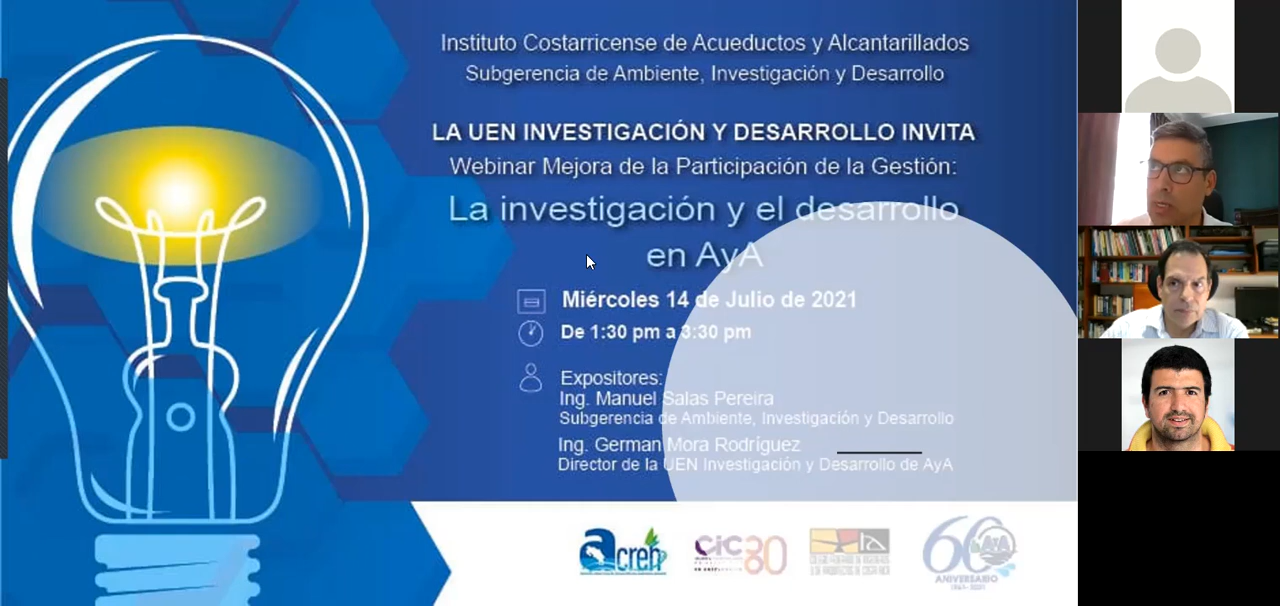 Instituto Costarricense de Acueductos y Alcantarillados
Subgerencia de Ambiente, Investigación y Desarrollo
LA UEN INVESTIGACIÓN Y DESARROLLO INVITA
Webinar Mejora de la Participación de la Gestión:
La investigación y el desarrollo
en AyA
Miércoles 14 de Julio de 2021
De 1:30 pm a 3:30 pm
Expositores:
Ing. Manuel Salas Pereira
Subgerencia de Ambiente, Investigación y Desarrollo
Ing. German Mora Rodríguez
Director de la UEN Investigación y Desarrollo de AyA
acreh
cic 80
60 AyA
ANIVERSARIO